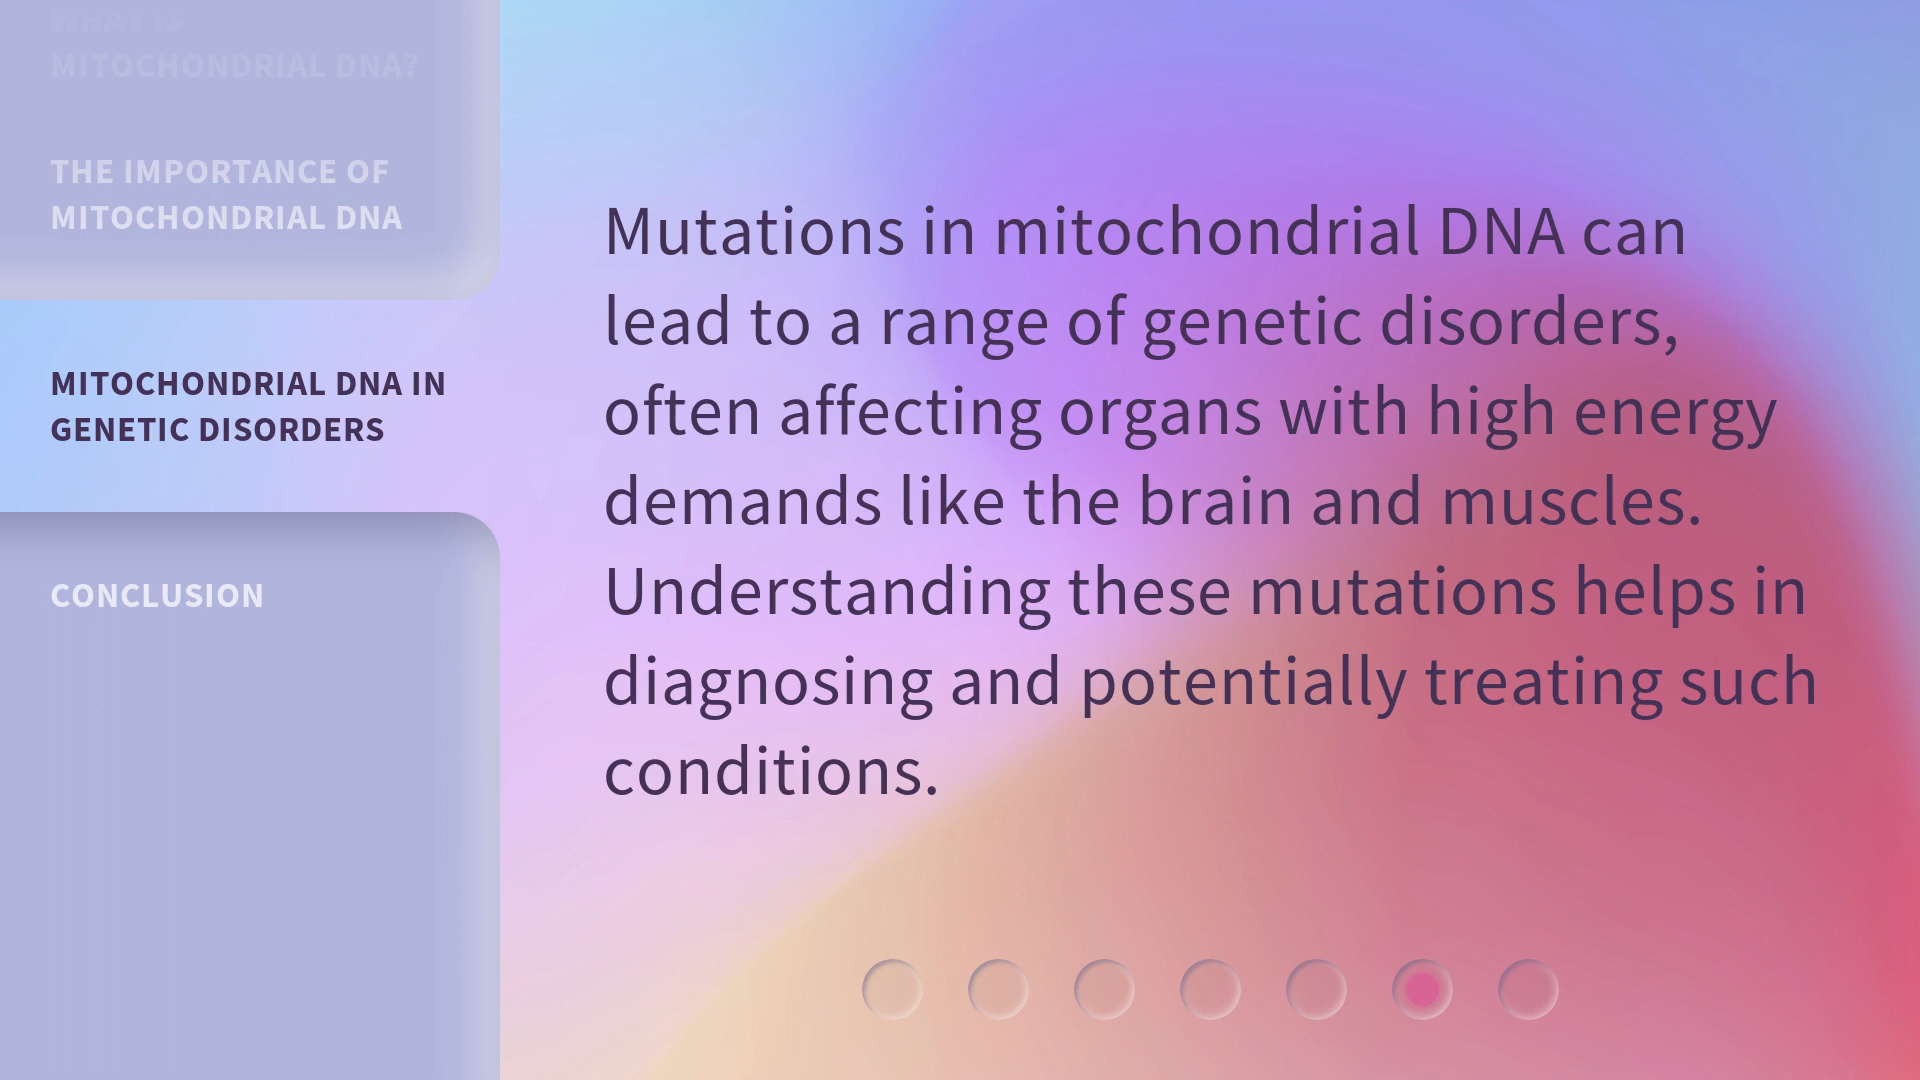 WHAT IS
MITOCHONDRIAL DNA?
THE IMPORTANCE OF
MITOCHONDRIAL DNA
MITOCHONDRIAL DNA IN
GENETIC DISORDERS
CONCLUSION
Mutations in mitochondrial DNA can
lead to a range of genetic disorders,
often affecting organs with high energy
demands like the brain and muscles.
Understanding these mutations helps in
diagnosing and potentially treating such
conditions.